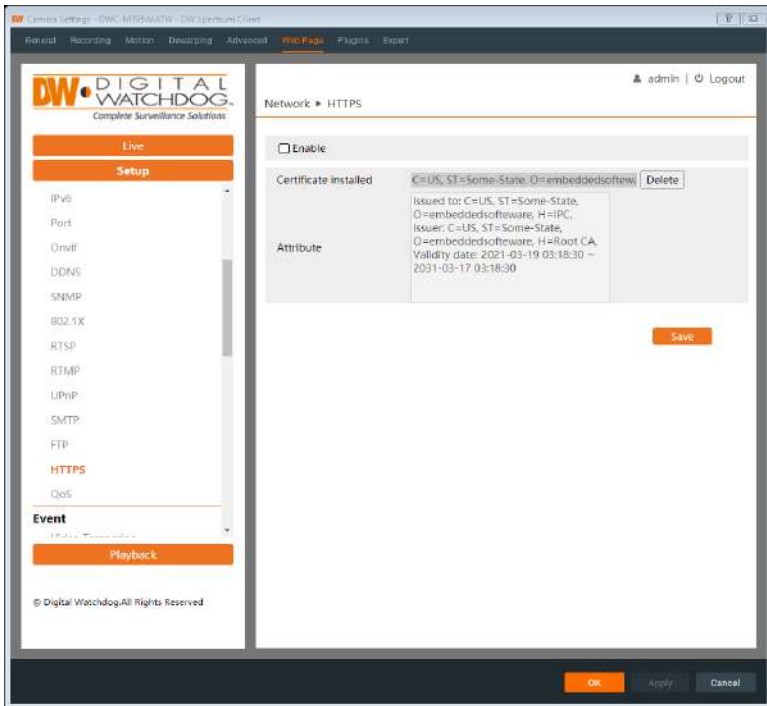 Camera Settings - DWC-MTI5WiATW - DW Spectrum Client
General Recording Motion Dewarping Advanced Web Page Plugins Expert
DW DIGITAL
WATCHDOG
Complete Surveillance Solutions
admin | Logout
Network ▸ HTTPS
Live
Setup
IPv6
Port
Onvif
DDNS
SNMP
802.1X
RTSP
RTMP
UPnP
SMTP
FTP
HTTPS
QoS
Event
Playback
© Digital Watchdog.All Rights Reserved
Enable
Certificate installed C=US, ST=Some-State, O=embeddedsoftewa Delete
Attribute
Issued to: C=US, ST=Some-State,
O=embeddedsofteware, H=IPC,
Issuer: C=US, ST=Some-State,
O=embeddedsofteware, H=Root CA,
Validity date: 2021-03-19 03:18:30 ~
2031-03-17 03:18:30
Save
OK Apply Cancel